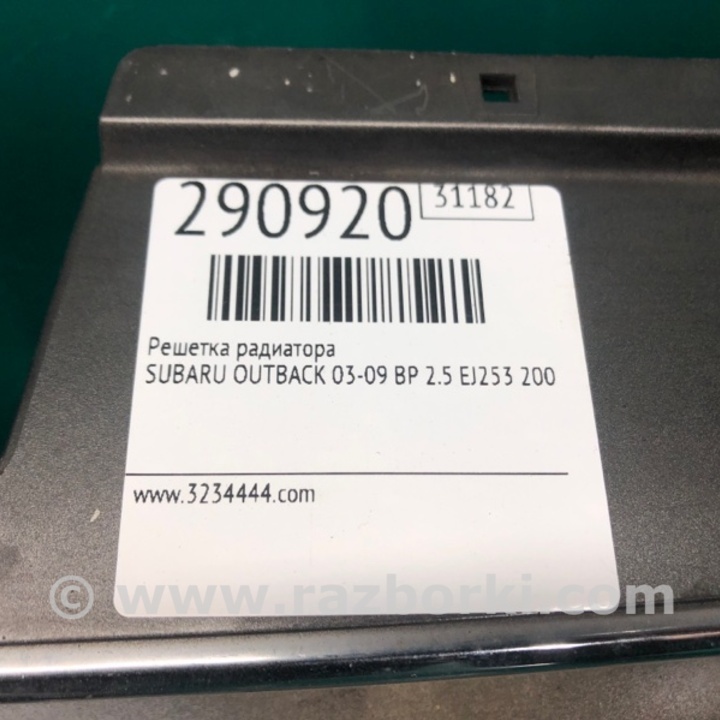 290920
31182
Решетка радиатора
SUBARU OUTBACK 03-09 BP 2.5 EJ253 200
www.3234444.com
© www.razborki.com